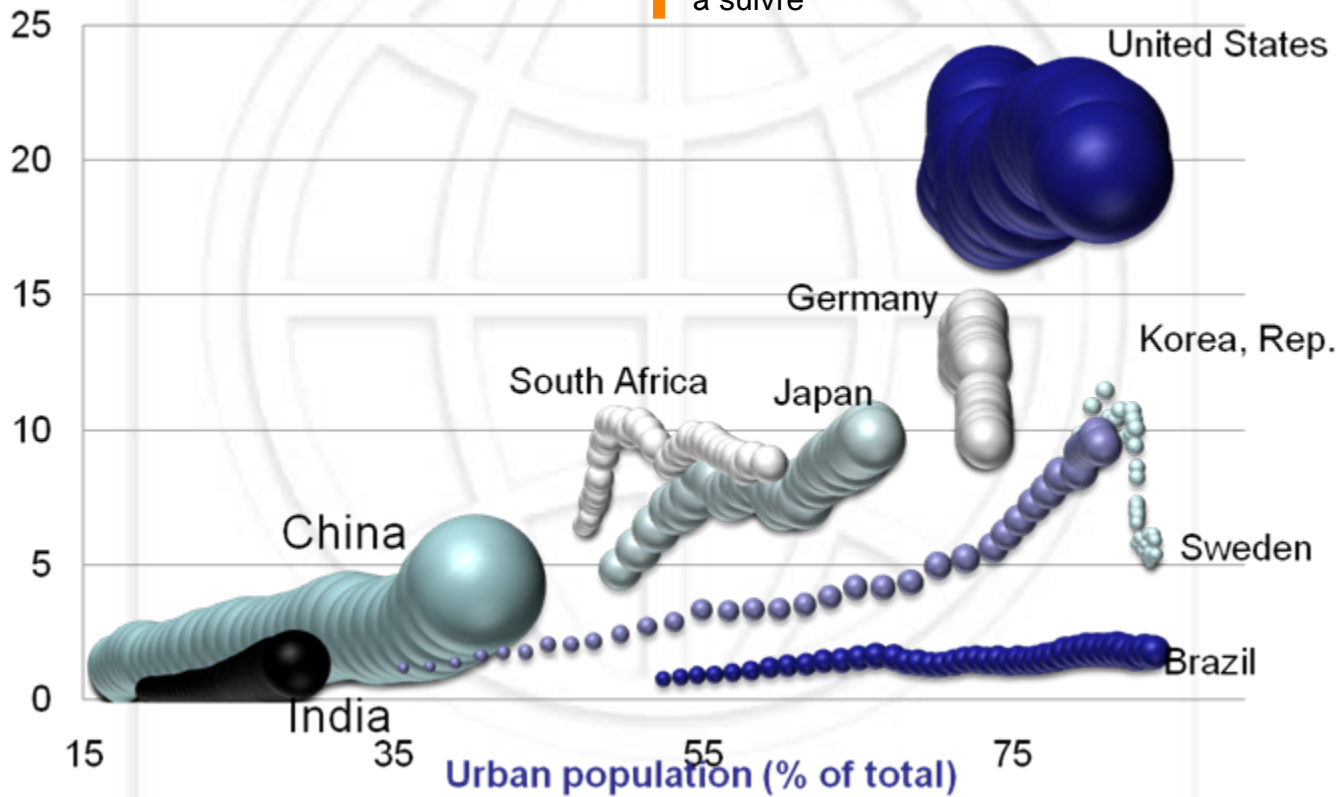 à suivre
25
United States
20
15
Germany
Korea, Rep.
South Africa
Japan
10
China
5
Sweden
Brazil
0
India
15
35
55
75
Urban population (% of total)